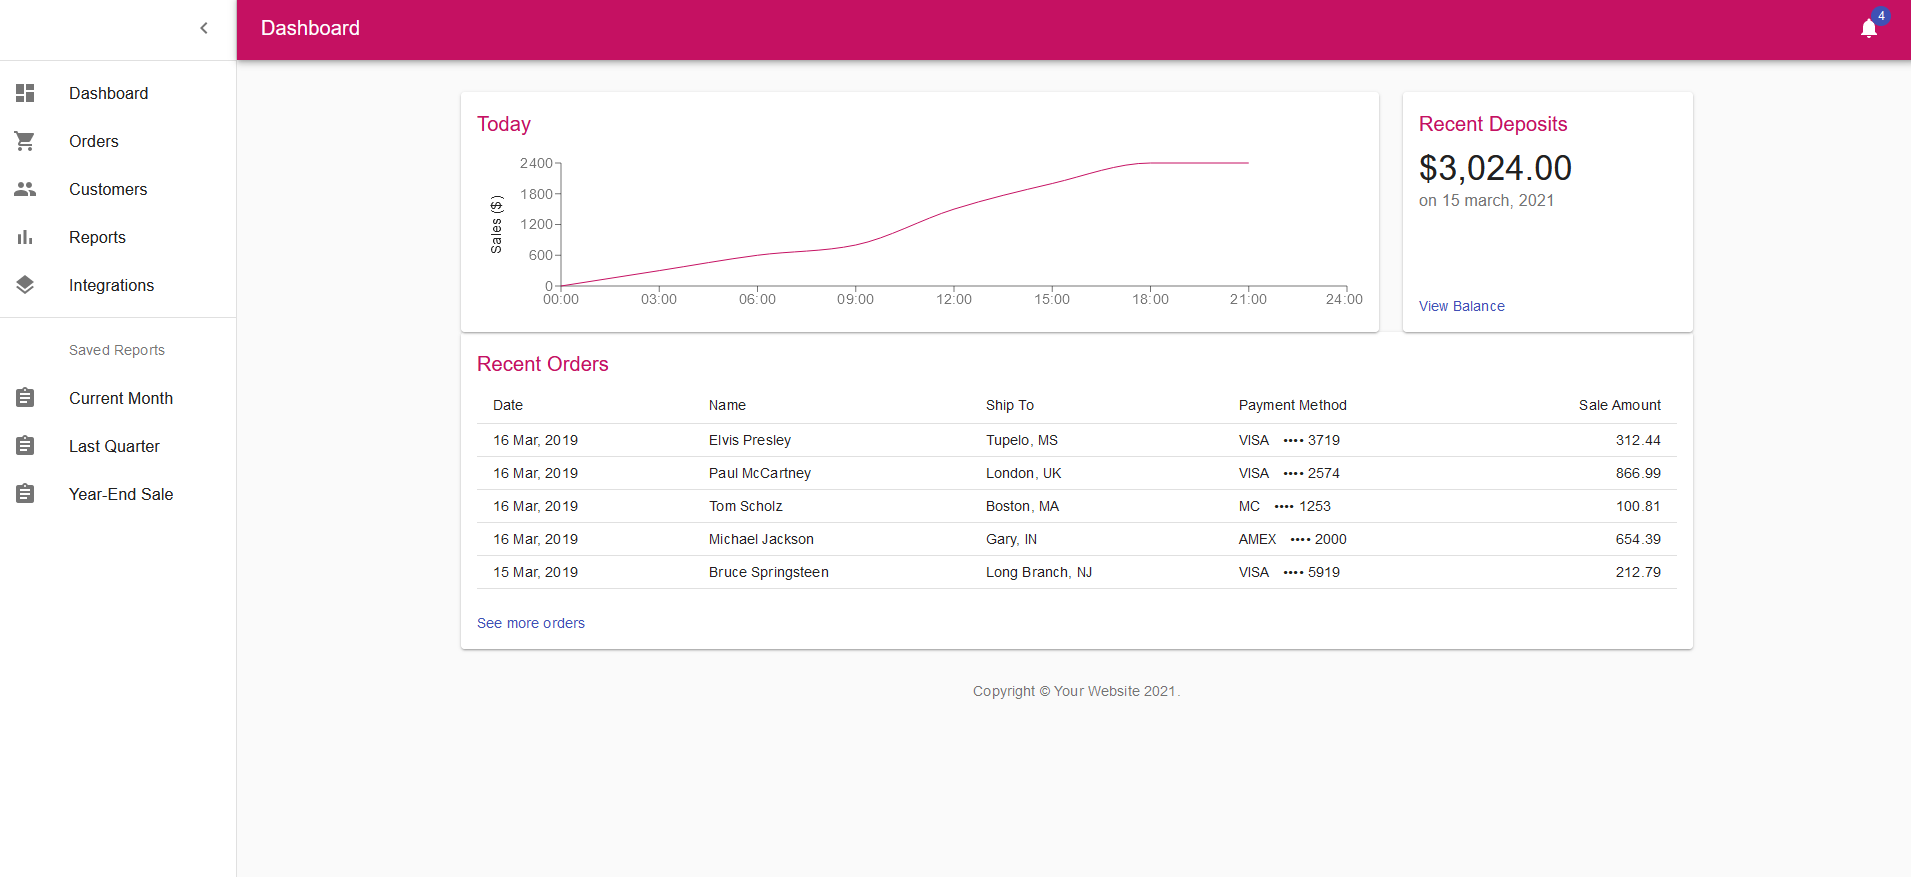 Dashboard
4
Dashboard
Orders
Customers
Reports
Integrations
Saved Reports
Current Month
Last Quarter
Year-End Sale
Today
Sales ($)
2400
1800
1200
600
0
00:00 03:00 06:00 09:00 12:00 15:00 18:00 21:00 24:00
Recent Deposits
$3,024.00
on 15 march, 2021
View Balance
Recent Orders
Date Name Ship To Payment Method Sale Amount
16 Mar, 2019 Elvis Presley Tupelo, MS VISA •••• 3719 312.44
16 Mar, 2019 Paul McCartney London, UK VISA •••• 2574 866.99
16 Mar, 2019 Tom Scholz Boston, MA MC •••• 1253 100.81
16 Mar, 2019 Michael Jackson Gary, IN AMEX •••• 2000 654.39
15 Mar, 2019 Bruce Springsteen Long Branch, NJ VISA •••• 5919 212.79
See more orders
Copyright © Your Website 2021.